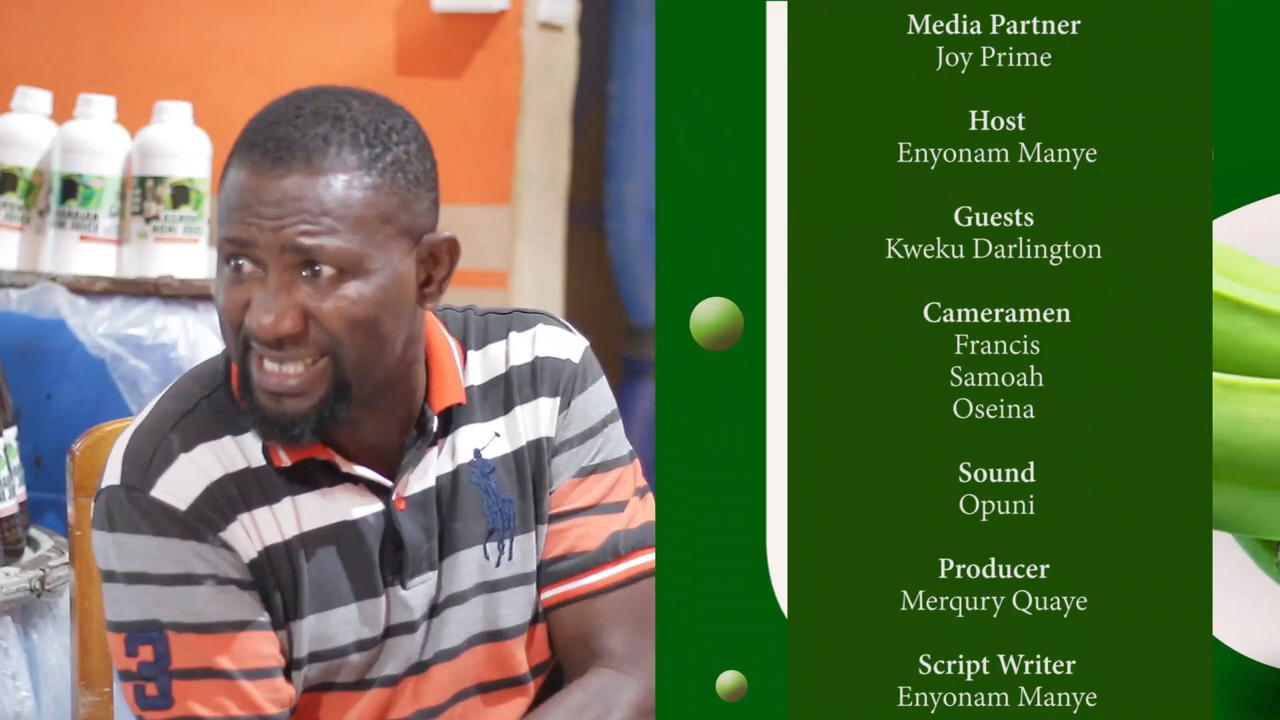 3
Media Partner
Joy Prime
Host
Enyonam Manye
Guests
Kweku Darlington
Cameramen
Francis
Samoah
Oseina
Sound
Opuni
Producer
Merqury Quaye
Script Writer
Enyonam Manye